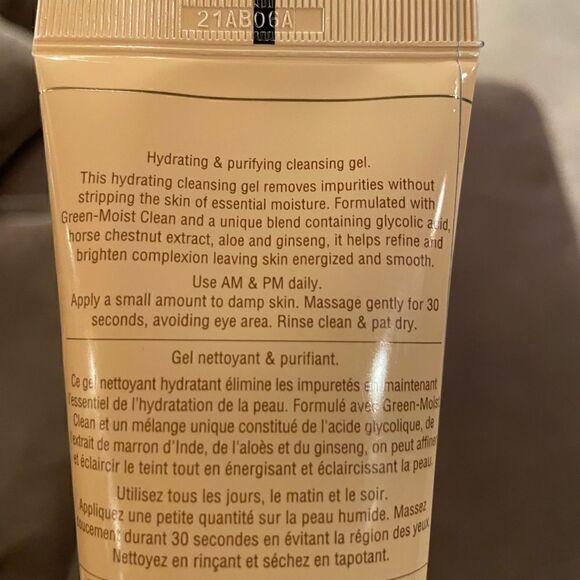 21AB06A
Hydrating & purifying cleansing gel.
This hydrating cleansing gel removes impurities without
stripping the skin of essential moisture. Formulated with
Green-Moist Clean and a unique blend containing glycolic acid,
horse chestnut extract, aloe and ginseng, it helps refine and
brighten complexion leaving skin energized and smooth.
Use AM & PM daily.
Apply a small amount to damp skin. Massage gently for 30
seconds, avoiding eye area. Rinse clean & pat dry.
Gel nettoyant & purifiant.
Ce gel nettoyant hydratant élimine les impuretés en maintenant
l'essentiel de l'hydratation de la peau. Formulé avec Green-Moist
Clean et un mélange unique constitué de l'acide glycolique, de
extrait de marron d'Inde, de l'aloès et du ginseng, on peut affiner
et éclaircir le teint tout en énergisant et éclaircissant la peau.
Utilisez tous les jours, le matin et le soir.
Appliquez une petite quantité sur la peau humide. Massez
doucement durant 30 secondes en évitant la région des yeux.
Nettoyez en rinçant et séchez en tapotant.